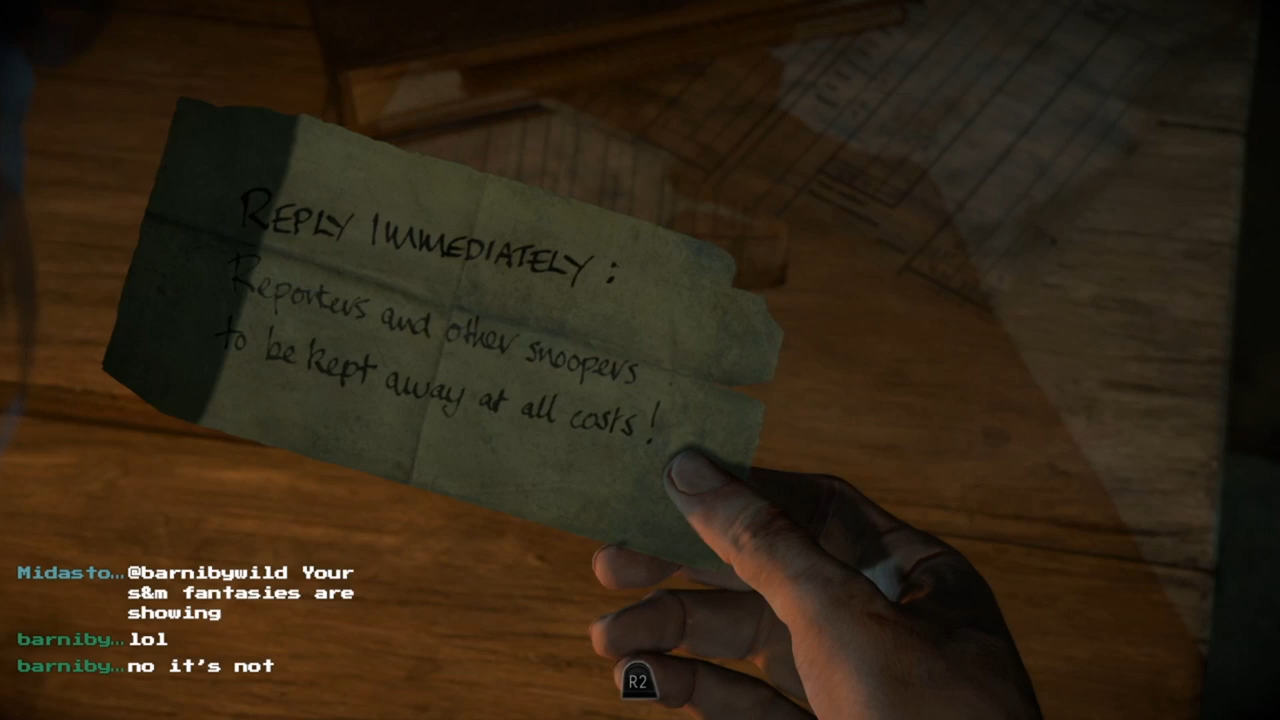 REPLY IMMEDIATELY :
Reporters and other snoopers
to be kept away at all costs!
Midasto…@barnibywild Your
s&m fantasies are
showing
barniby…lol
barniby…no it's not
R2